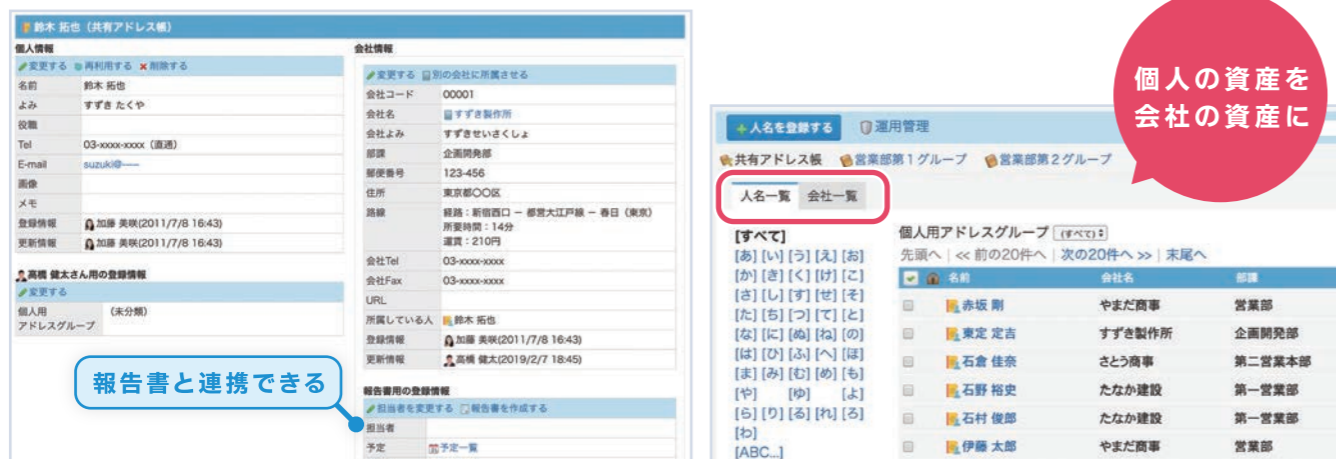 鈴木 拓也（共有アドレス帳）
個人情報
変更する 再利用する 削除する
名前 鈴木 拓也
よみ すずき たくや
役職
Tel 03-xxxx-xxxx（直通）
E-mail suzuki@-----
画像
メモ
登録情報 加藤 美咲(2011/7/8 16:43)
更新情報 加藤 美咲(2011/7/8 16:43)
高橋 健太さん用の登録情報
変更する
個人用 (未分類)
アドレスグループ
報告書と連携できる
会社情報
変更する 別の会社に所属させる
会社コード 00001
会社名 すずき製作所
会社よみ すずきせいさくしょ
部課 企画開発部
郵便番号 123-456
住所 東京都〇〇区
路線 経路：新宿西口 − 都営大江戸線 − 春日（東京）
所要時間：14分
運賃：210円
会社Tel 03-xxxx-xxxx
会社Fax 03-xxxx-xxxx
URL
所属している人 鈴木 拓也
登録情報 加藤 美咲(2011/7/8 16:43)
更新情報 高橋 健太(2019/2/7 18:45)
報告書用の登録情報
担当者を変更する 報告書を作成する
担当者
予定 予定一覧
個人の資産を
会社の資産に
人名を登録する 運用管理
共有アドレス帳 営業部第1グループ 営業部第2グループ
人名一覧 会社一覧
[すべて]
[あ] [い] [う] [え] [お]
[か] [き] [く] [け] [こ]
[さ] [し] [す] [せ] [そ]
[た] [ち] [つ] [て] [と]
[な] [に] [ぬ] [ね] [の]
[は] [ひ] [ふ] [へ] [ほ]
[ま] [み] [む] [め] [も]
[や] [ゆ] [よ]
[ら] [り] [る] [れ] [ろ]
[わ]
[ABC...]
個人用アドレスグループ (すべて)
先頭へ | << 前の20件へ | 次の20件へ >> | 末尾へ
名前 会社名 部課
赤坂 剛 やまだ商事 営業部
東定 定吉 すずき製作所 企画開発部
石倉 佳奈 さとう商事 第二営業本部
石野 裕史 たなか建設 第一営業部
石村 俊郎 たなか建設 第一営業部
伊藤 太郎 やまだ商事 営業部